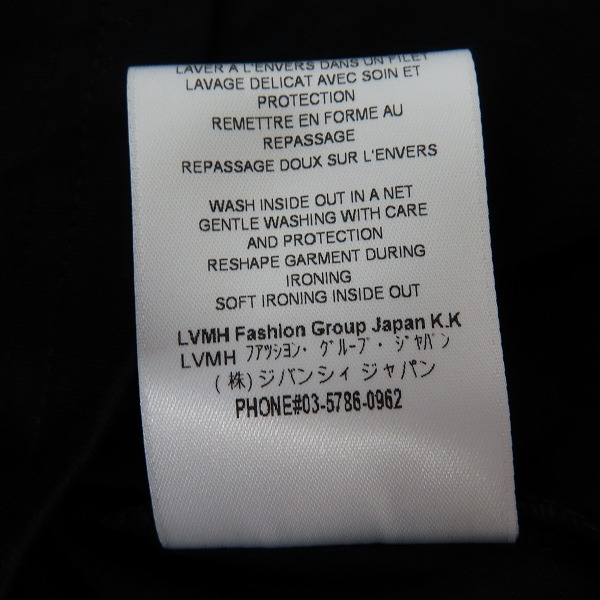 LAVER A L'ENVERS DANS UN FILET
LAVAGE DELICAT AVEC SOIN ET
PROTECTION
REMETTRE EN FORME AU
REPASSAGE
REPASSAGE DOUX SUR L'ENVERS
WASH INSIDE OUT IN A NET
GENTLE WASHING WITH CARE
AND PROTECTION
RESHAPE GARMENT DURING
IRONING
SOFT IRONING INSIDE OUT
LVMH Fashion Group Japan K.K
LVMH ﾌｱﾂｼﾖﾝ・ ｸﾞﾙｰﾌﾟ・ ｼﾞﾔﾊﾟﾝ
(株)ジバンシィ ジャパン
PHONE#03-5786-0962